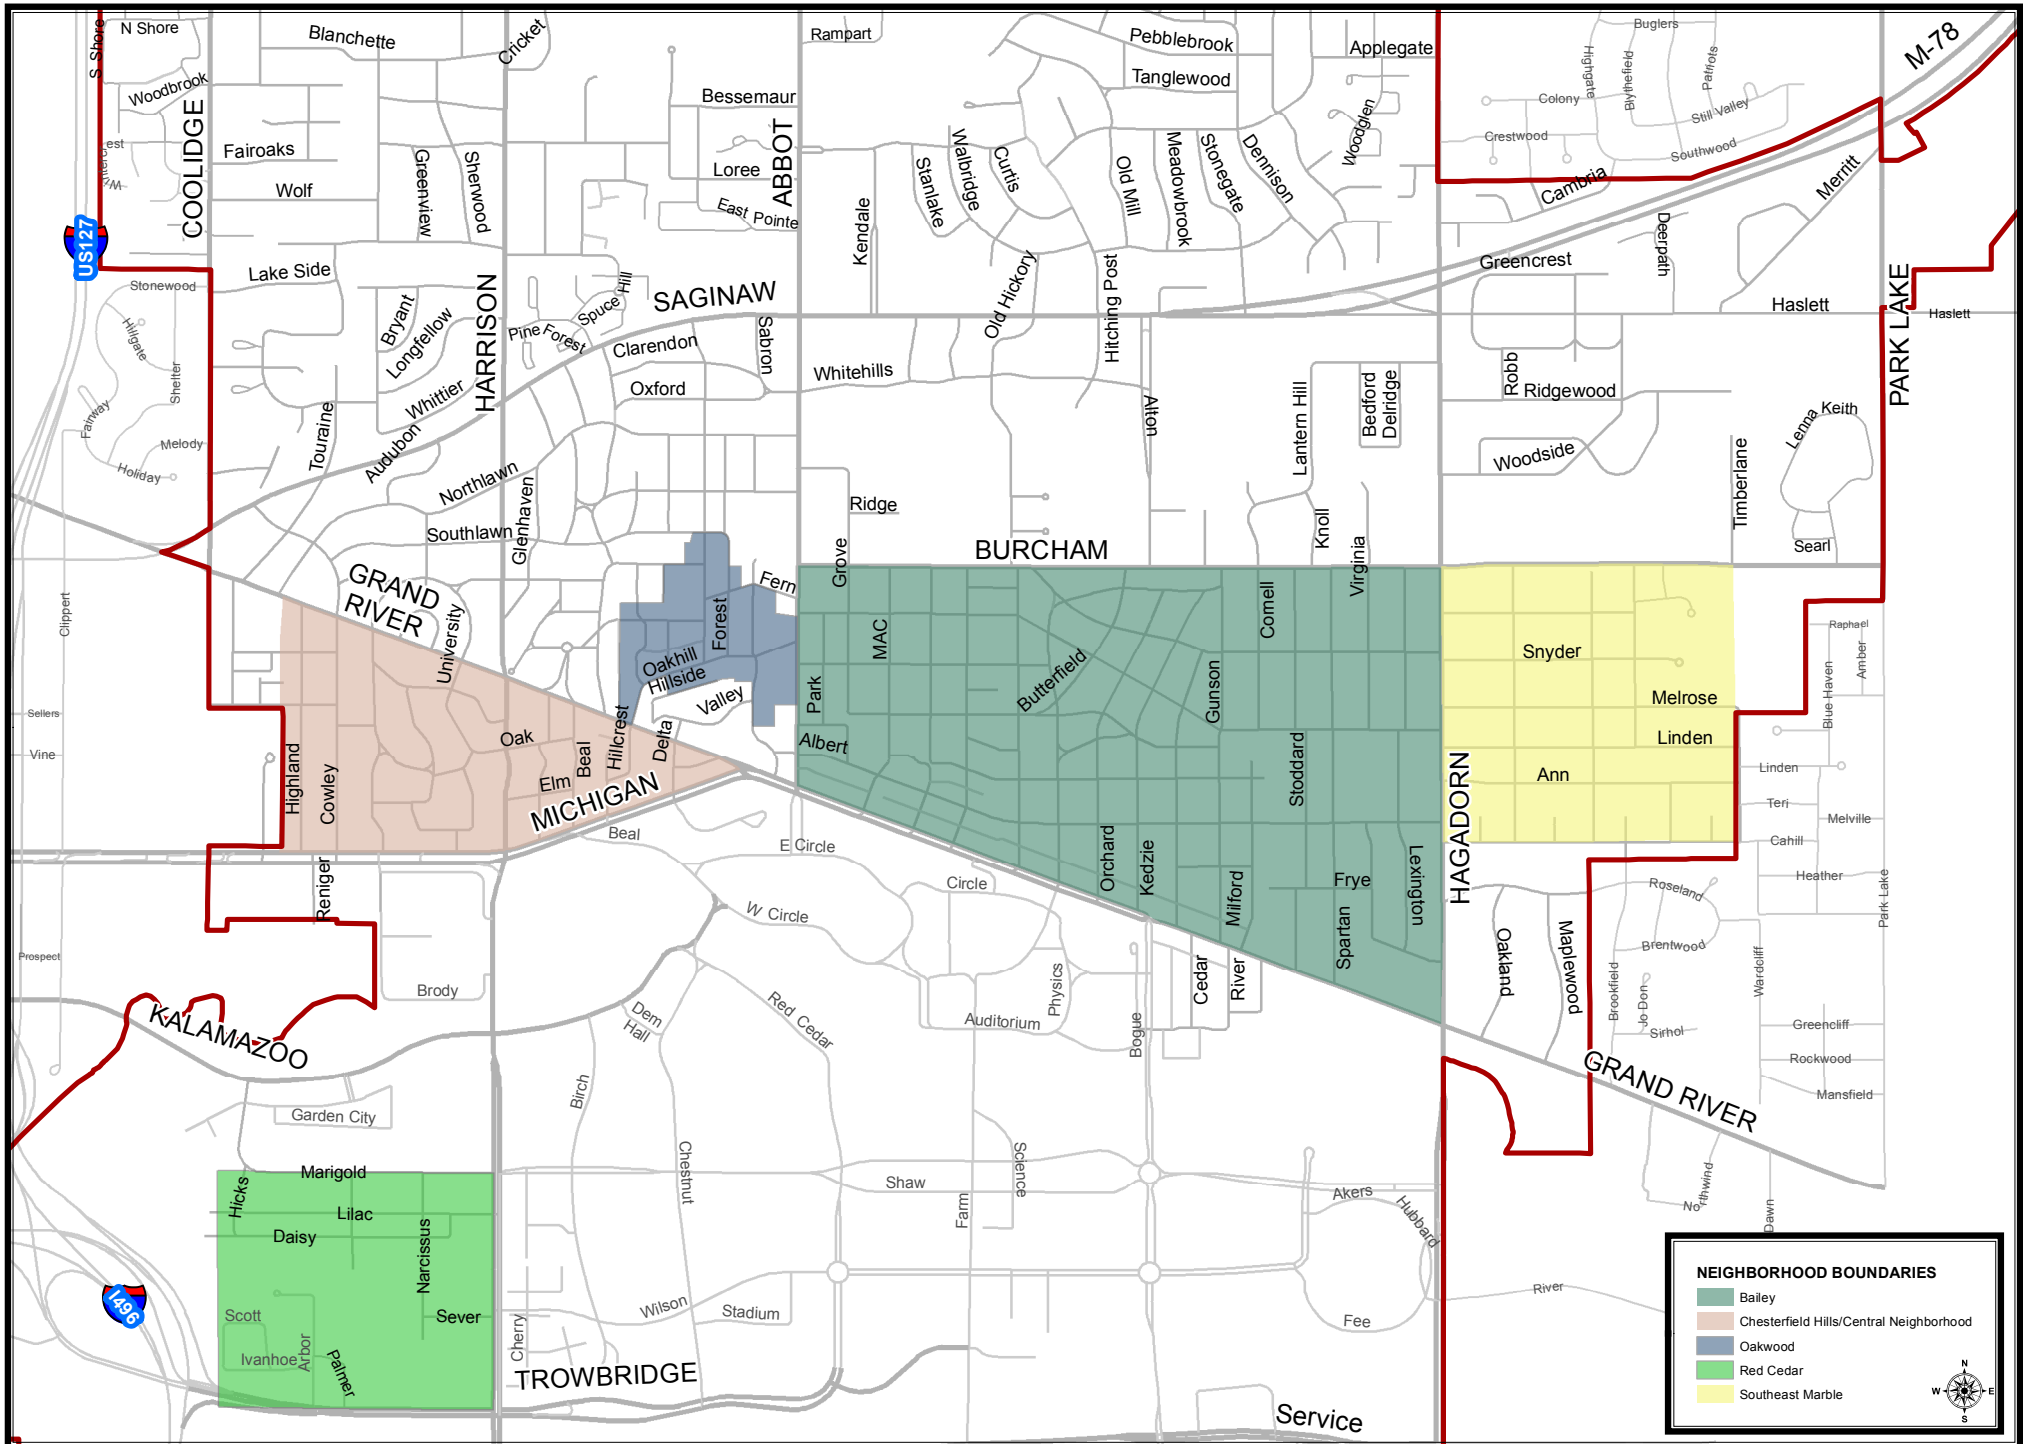 N Shore
S Shore
Blanchette
Cricket
Rampart
Pebblebrook
Applegate
Buglers
M-78
Woodbrook
Bessemaur
Tanglewood
Highgate
Blythefield
Patriots
Colony
Still Valley
COOLIDGE
Fairoaks
Greenview
Sherwood
Loree
ABBOT
Stanlake
Walbridge
Curtis
Old Mill
Meadowbrook
Stonegate
Dennison
Woodglen
Crestwood
Southwood
Wolf
East Pointe
Kendale
Cambria
Merritt
US127
Deerpath
Lake Side
Stonewood
HARRISON
Spuce Hill
SAGINAW
Old Hickory
Hitching Post
Greencrest
PARK LAKE
Haslett
Haslett
Hillgate
Bryant
Longfellow
Pine Forest
Clarendon
Sabron
Shelter
Whittier
Oxford
Whitehills
Alton
Lantern Hill
Bedford
Delridge
Robb
Ridgewood
Fairway
Melody
Holiday
Touraine
Audubon
Northlawn
Woodside
Lenna
Keith
Timberlane
Southlawn
Glenhaven
Ridge
Grove
BURCHAM
Knoll
Virginia
Searl
Clippert
GRAND
RIVER
University
Fern
Forest
Oakhill
Hillside
Valley
MAC
Park
Butterfield
Gunson
Cornell
Snyder
Melrose
Linden
Ann
Raphael
Amber
Blue Haven
Sellers
Vine
Highland
Cowley
Oak
Elm
Beal
Hillcrest
Delta
MICHIGAN
Albert
Stoddard
HAGADORN
Linden
Teri
Melville
Cahill
Heather
Park Lake
Beal
E Circle
Circle
W Circle
Orchard
Kedzie
Milford
Frye
Spartan
Lexington
Reniger
Roseland
Brentwood
Oakland
Maplewood
Brookfield
Jo Don
Sirhol
Wardcliff
Prospect
Brody
KALAMAZOO
Dem
Hall
Red Cedar
Physics
Auditorium
Bogue
Cedar
River
Greencliff
Rockwood
Mansfield
GRAND RIVER
Garden City
Birch
Chestnut
Science
Farm
Shaw
Akers
Hubbard
Northwind
Dawn
Marigold
Hicks
Lilac
Daisy
Narcissus
Sever
Scott
Ivanhoe
Arbor
Palmer
I496
Cherry
Wilson
Stadium
Fee
River
TROWBRIDGE
Service
NEIGHBORHOOD BOUNDARIES
Bailey
Chesterfield Hills/Central Neighborhood
Oakwood
Red Cedar
Southeast Marble
N
W
E
S